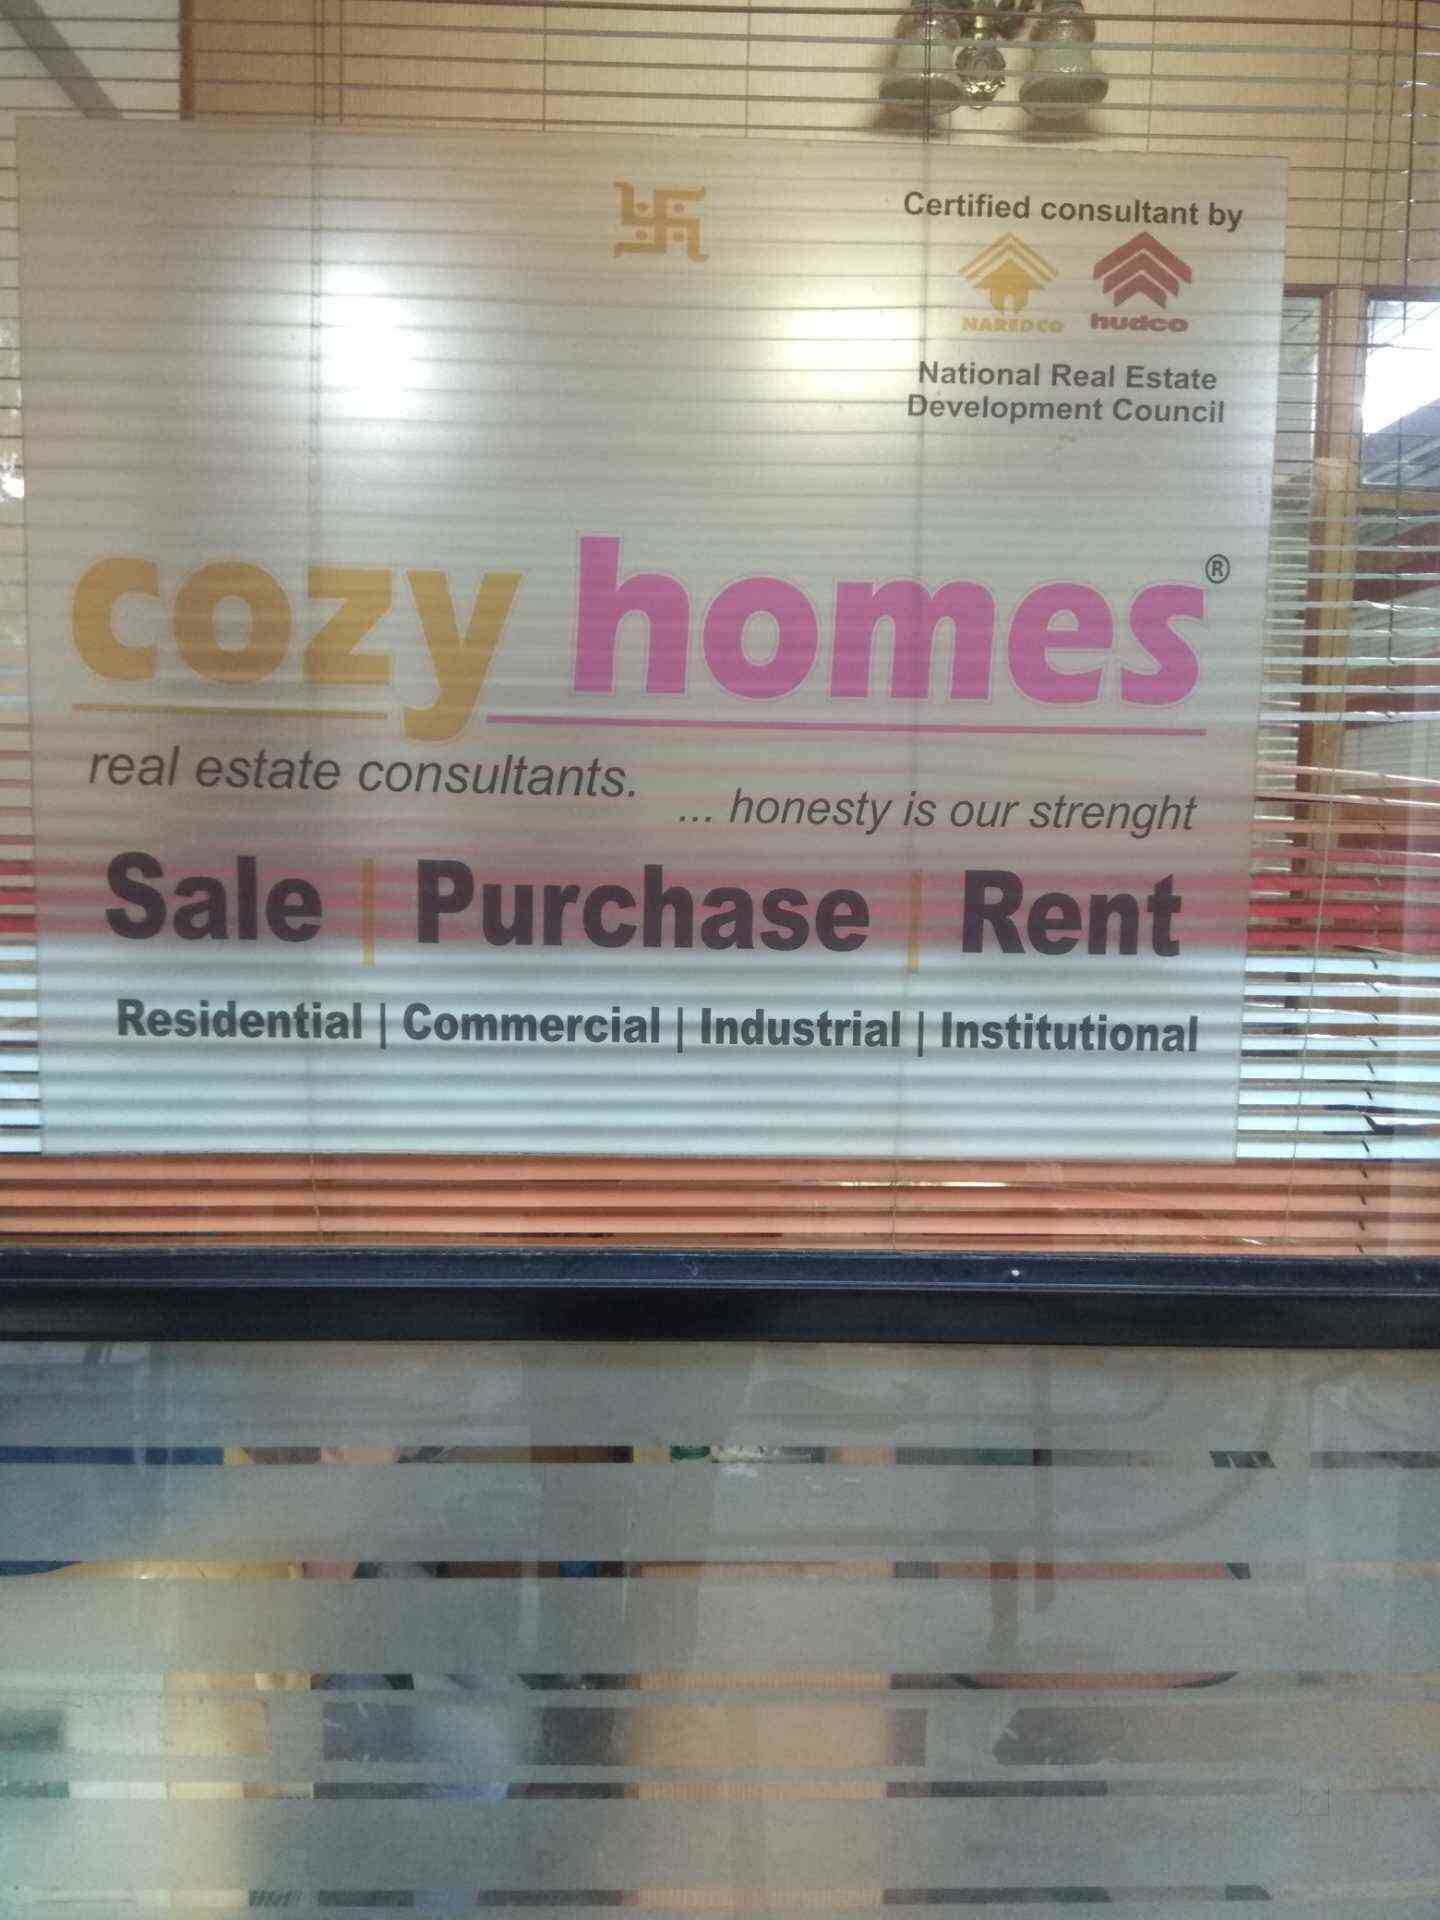 Certified consultant by
NAREDCO hudco
National Real Estate
Development Council
cozy homes®
real estate consultants.
... honesty is our strenght
Sale | Purchase | Rent
Residential | Commercial | Industrial | Institutional
Jd